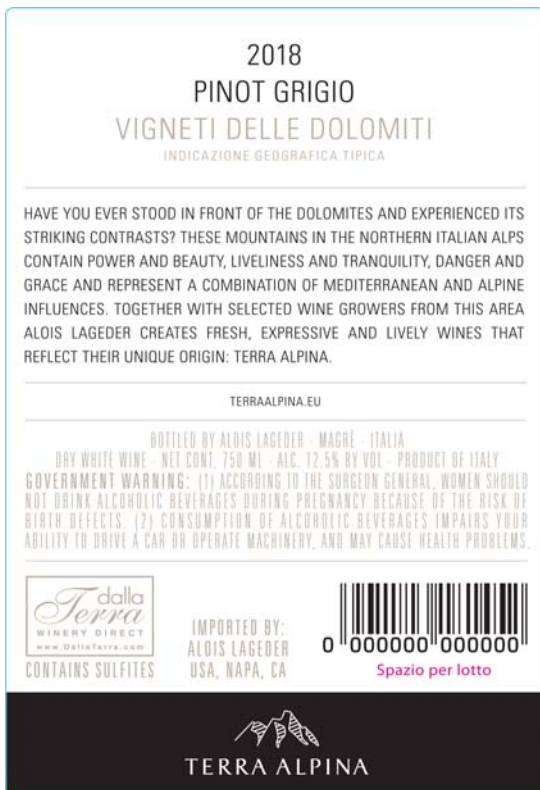 2018
PINOT GRIGIO
VIGNETI DELLE DOLOMITI
INDICAZIONE GEOGRAFICA TIPICA
HAVE YOU EVER STOOD IN FRONT OF THE DOLOMITES AND EXPERIENCED ITS
STRIKING CONTRASTS? THESE MOUNTAINS IN THE NORTHERN ITALIAN ALPS
CONTAIN POWER AND BEAUTY, LIVELINESS AND TRANQUILITY, DANGER AND
GRACE AND REPRESENT A COMBINATION OF MEDITERRANEAN AND ALPINE
INFLUENCES. TOGETHER WITH SELECTED WINE GROWERS FROM THIS AREA
ALOIS LAGEDER CREATES FRESH, EXPRESSIVE AND LIVELY WINES THAT
REFLECT THEIR UNIQUE ORIGIN: TERRA ALPINA.
TERRAALPINA.EU
BOTTLED BY ALOIS LAGEDER - MAGRÈ - ITALIA
DRY WHITE WINE - NET CONT. 750 ML - ALC. 12.5% BY VOL - PRODUCT OF ITALY
GOVERNMENT WARNING: (1) ACCORDING TO THE SURGEON GENERAL, WOMEN SHOULD
NOT DRINK ALCOHOLIC BEVERAGES DURING PREGNANCY BECAUSE OF THE RISK OF
BIRTH DEFECTS. (2) CONSUMPTION OF ALCOHOLIC BEVERAGES IMPAIRS YOUR
ABILITY TO DRIVE A CAR OR OPERATE MACHINERY, AND MAY CAUSE HEALTH PROBLEMS.
dalla
Terra
WINERY DIRECT
www.DallaTerra.com
CONTAINS SULFITES
IMPORTED BY:
ALOIS LAGEDER
USA, NAPA, CA
0 000000 000000
Spazio per lotto
TERRA ALPINA